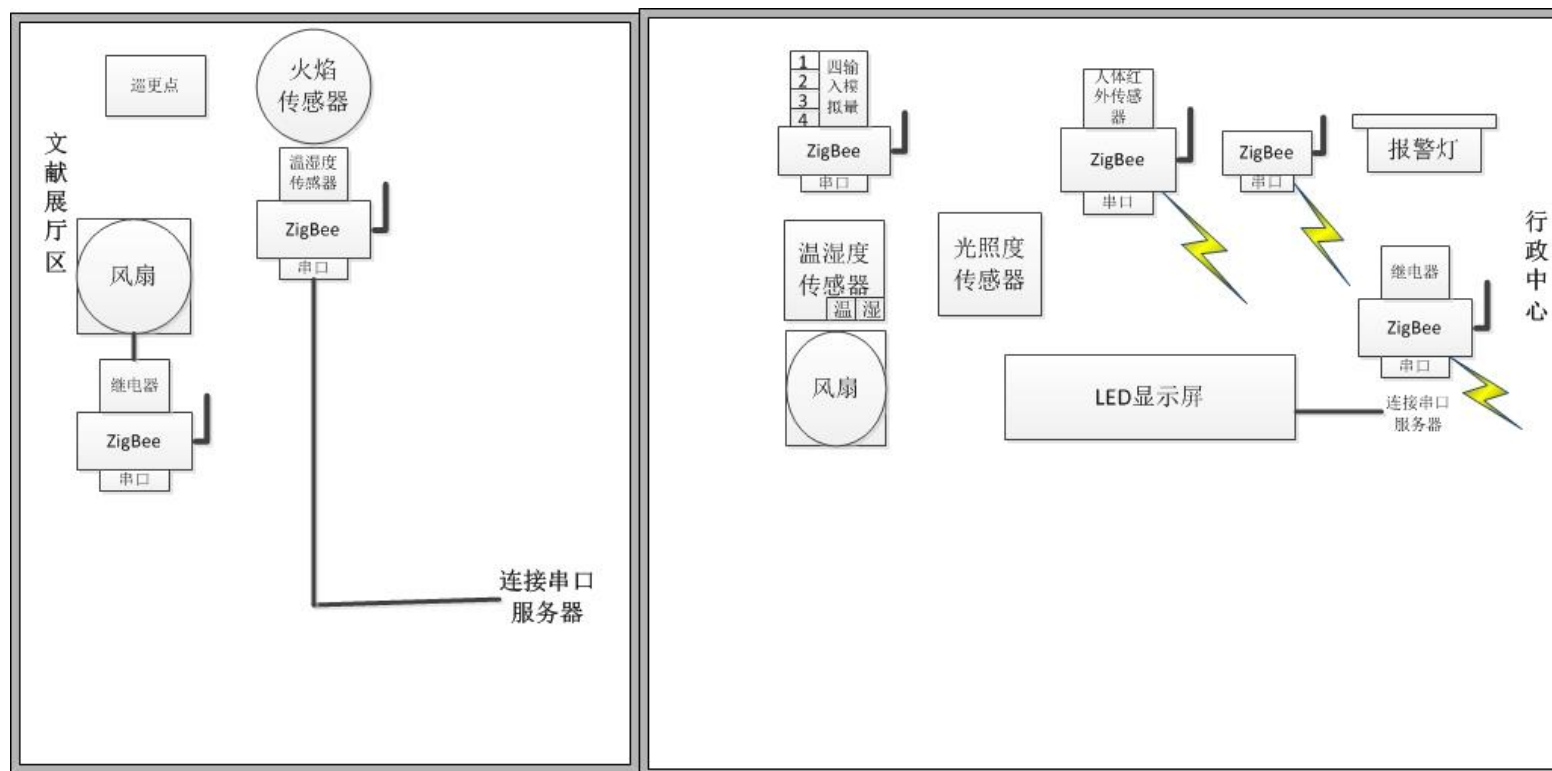 巡更点
火焰
传感器
文献展厅区
温湿度
传感器
ZigBee
串口
风扇
继电器
ZigBee
串口
连接串口
服务器
1
2
3
4
四输
入模
拟量
ZigBee
串口
人体红
外传感
器
ZigBee
串口
ZigBee
串口
报警灯
行政中心
温湿度
传感器
温
湿
光照度
传感器
继电器
ZigBee
串口
风扇
LED显示屏
连接串口
服务器